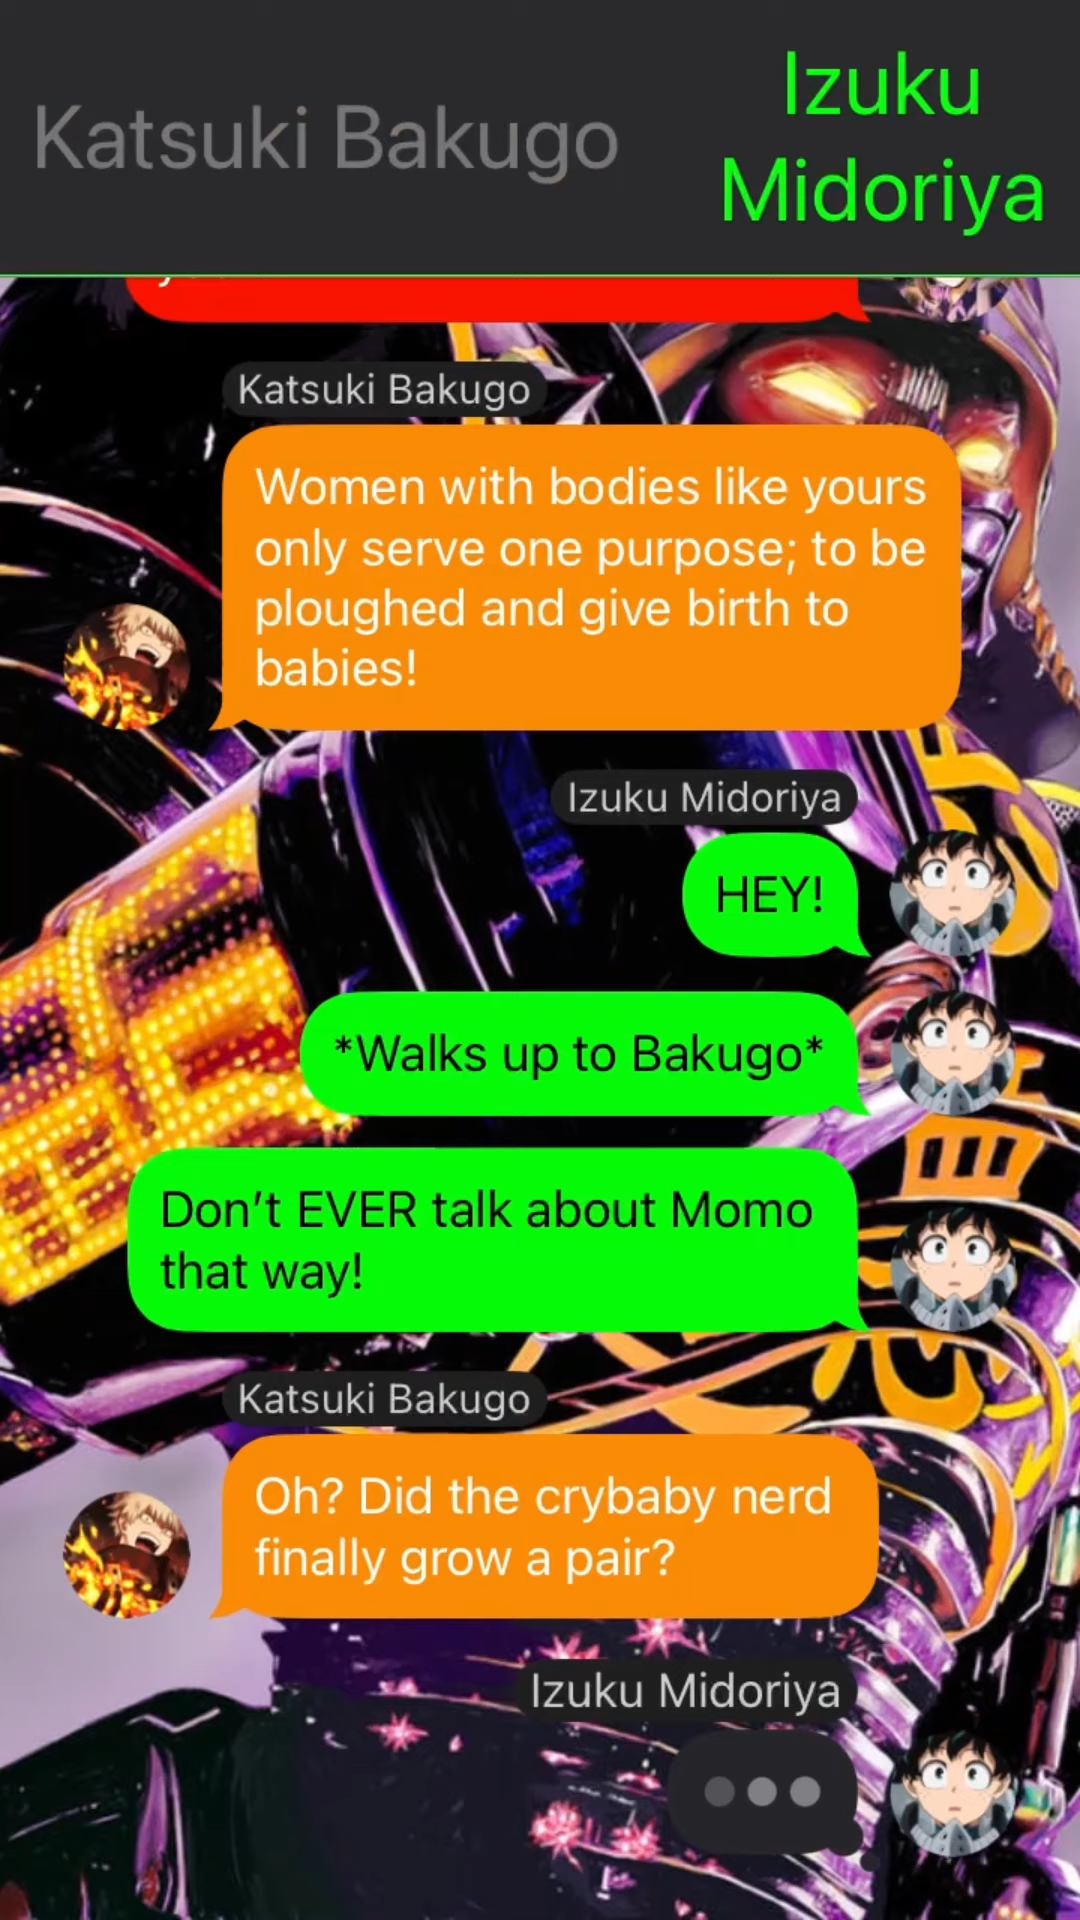 Katsuki Bakugo
Izuku
Midoriya
Katsuki Bakugo
Women with bodies like yours
only serve one purpose; to be
ploughed and give birth to
babies!
Izuku Midoriya
HEY!
*Walks up to Bakugo*
Don’t EVER talk about Momo
that way!
Katsuki Bakugo
Oh? Did the crybaby nerd
finally grow a pair?
Izuku Midoriya